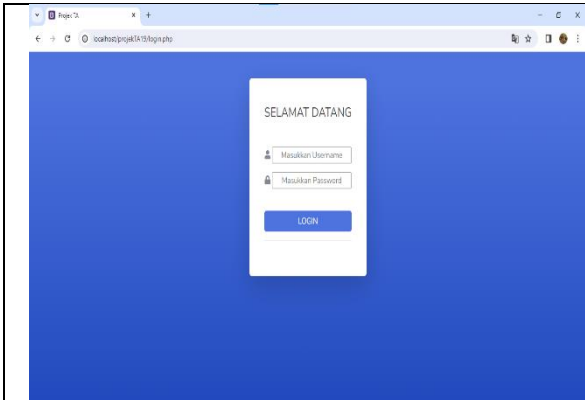 Projek TA
localhost/projekTA19/login.php
SELAMAT DATANG
Masukkan Username
Masukkan Password
LOGIN